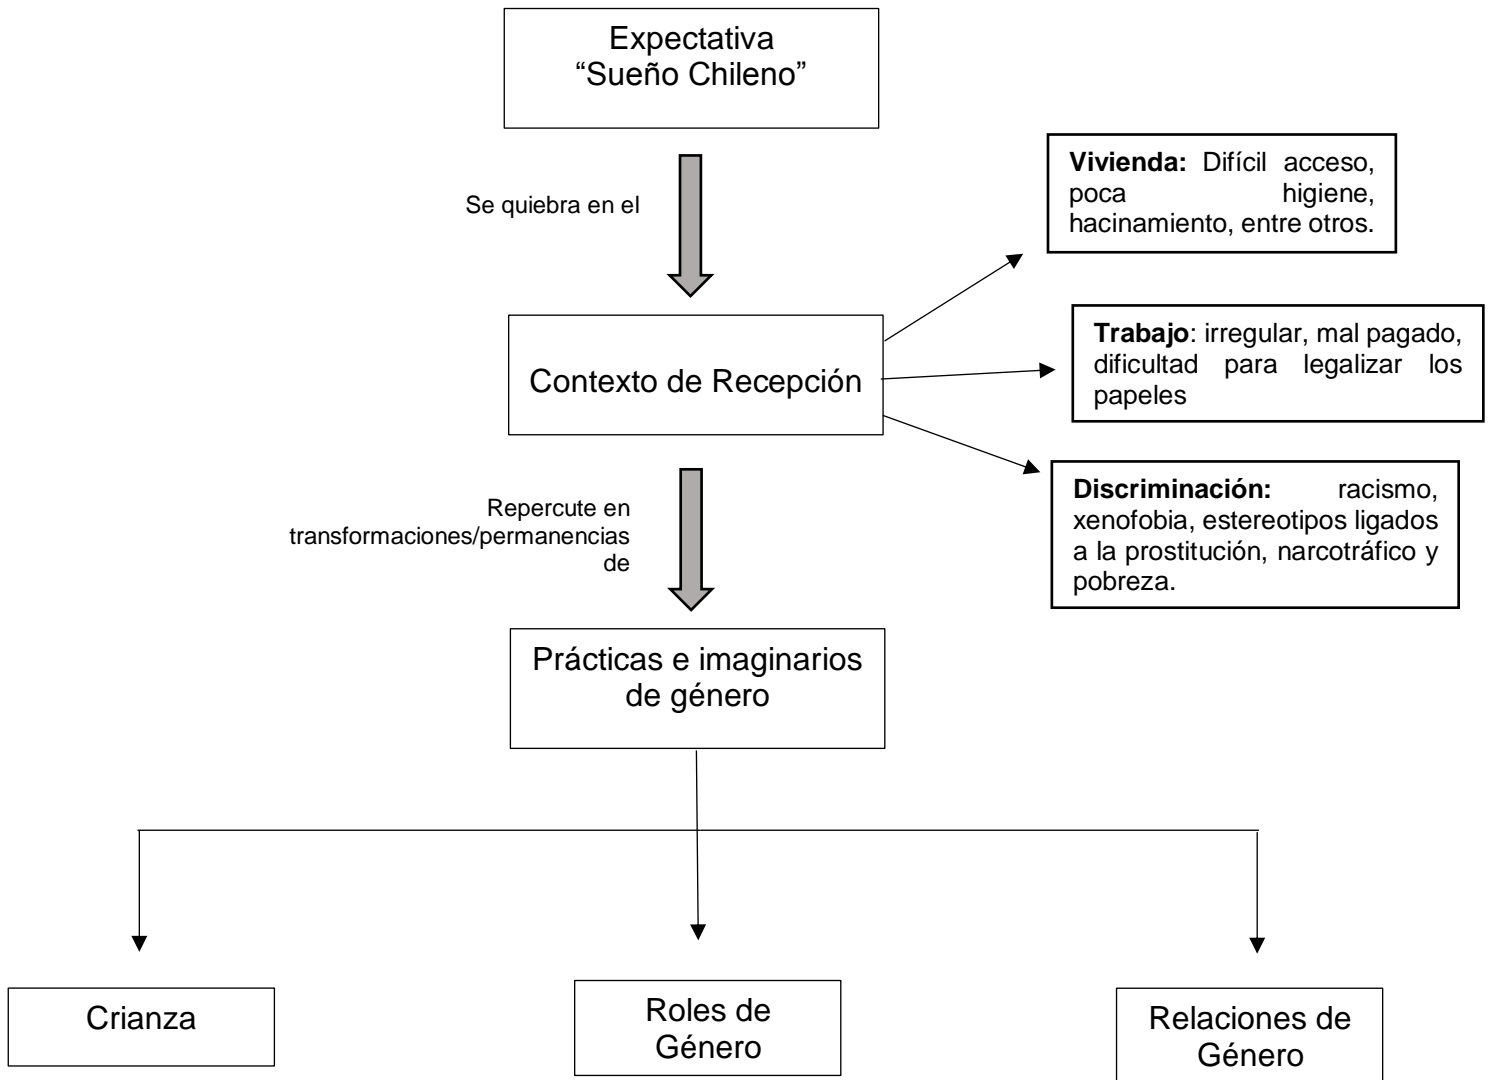 Expectativa
“Sueño Chileno”
Se quiebra en el
Vivienda: Difícil acceso,
poca higiene,
hacinamiento, entre otros.
Contexto de Recepción
Trabajo: irregular, mal pagado,
dificultad para legalizar los
papeles
Discriminación: racismo,
xenofobia, estereotipos ligados
a la prostitución, narcotráfico y
pobreza.
Repercute en
transformaciones/permanencias
de
Prácticas e imaginarios
de género
Crianza
Roles de
Género
Relaciones de
Género